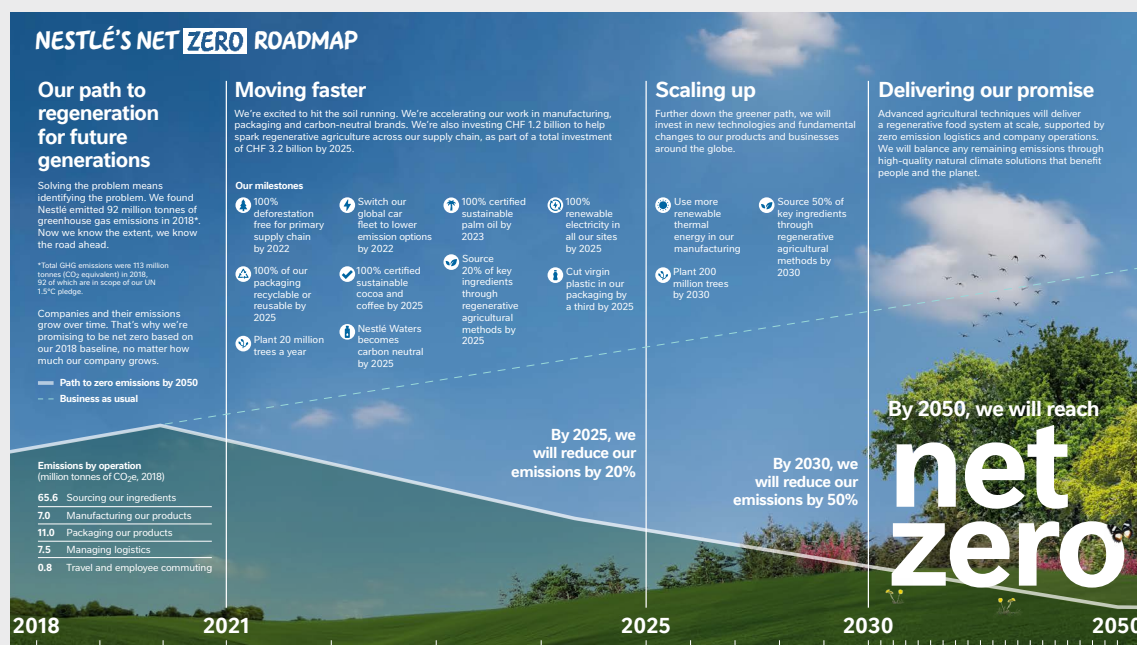 NESTLÉ'S NET ZERO ROADMAP
Our path to
regeneration
for future
generations
Solving the problem means
identifying the problem. We found
Nestlé emitted 92 million tonnes of
greenhouse gas emissions in 2018*.
Now we know the extent, we know
the road ahead.
*Total GHG emissions were 113 million
tonnes (CO₂ equivalent) in 2018,
92 of which are in scope of our UN
1.5°C pledge.
Companies and their emissions
grow over time. That's why we're
promising to be net zero based on
our 2018 baseline, no matter how
much our company grows.
Path to zero emissions by 2050
Business as usual
Emissions by operation
(million tonnes of CO₂e, 2018)
65.6 Sourcing our ingredients
7.0 Manufacturing our products
11.0 Packaging our products
7.5 Managing logistics
0.8 Travel and employee commuting
Moving faster
We're excited to hit the soil running. We're accelerating our work in manufacturing,
packaging and carbon-neutral brands. We're also investing CHF 1.2 billion to help
spark regenerative agriculture across our supply chain, as part of a total investment
of CHF 3.2 billion by 2025.
Our milestones
100%
deforestation
free for primary
supply chain
by 2022
100% of our
packaging
recyclable or
reusable by
2025
Plant 20 million
trees a year
Switch our
global car
fleet to lower
emission options
by 2022
100% certified
sustainable
cocoa and
coffee by 2025
Nestlé Waters
becomes
carbon neutral
by 2025
100% certified
sustainable
palm oil by
2023
Source
20% of key
ingredients
through
regenerative
agricultural
methods by
2025
100%
renewable
electricity in
all our sites
by 2025
Cut virgin
plastic in our
packaging by
a third by 2025
By 2025, we
will reduce our
emissions by 20%
Scaling up
Further down the greener path, we will
invest in new technologies and fundamental
changes to our products and businesses
around the globe.
Use more
renewable
thermal
energy in our
manufacturing
Plant 200
million trees
by 2030
Source 50% of
key ingredients
through
regenerative
agricultural
methods by
2030
By 2030, we
will reduce our
emissions by 50%
Delivering our promise
Advanced agricultural techniques will deliver
a regenerative food system at scale, supported by
zero emission logistics and company operations.
We will balance any remaining emissions through
high-quality natural climate solutions that benefit
people and the planet.
By 2050, we will reach
net
zero
2018 2021 2025 2030 2050